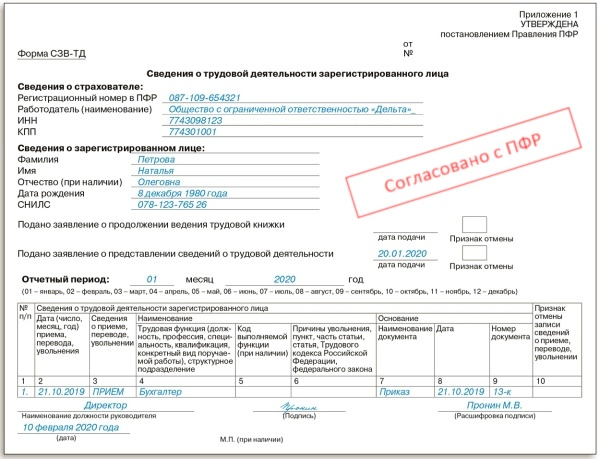 Приложение 1
УТВЕРЖДЕНА
постановлением Правления ПФР
от
№
Форма СЗВ-ТД
Сведения о трудовой деятельности зарегистрированного лица
Сведения о страхователе:
Регистрационный номер в ПФР 087-109-654321
Работодатель (наименование) Общество с ограниченной ответственностью «Дельта»_
ИНН 7743098123
КПП 774301001
Согласовано с ПФР
Сведения о зарегистрированном лице:
Фамилия Петрова
Имя Наталья
Отчество (при наличии) Олеговна
Дата рождения 8 декабря 1980 года
СНИЛС 078-123-765 26
Подано заявление о продолжении ведения трудовой книжки
дата подачи Признак отмены
Подано заявление о представлении сведений о трудовой деятельности 20.01.2020
дата подачи Признак отмены
Отчетный период: 01 месяц 2020 год
(01 – январь, 02 – февраль, 03 – март, 04 – апрель, 05 – май, 06 – июнь, 07 – июль, 08 – август, 09 – сентябрь, 10 – октябрь, 11 – ноябрь, 12 – декабрь)
№ п/п
Сведения о трудовой деятельности зарегистрированного лица
Признак отмены записи сведений о приеме, переводе, увольнении
Дата (число, месяц, год) приема, перевода, увольнения
Сведения о приеме, переводе, увольнении
Наименование
Основание
Трудовая функция (должность, профессия, специальность, квалификация, конкретный вид поручаемой работы), структурное подразделение
Код выполняемой функции (при наличии)
Причины увольнения, пункт, часть статьи, статья, Трудового кодекса Российской Федерации, федерального закона
Наименование документа
Дата
Номер документа
1 2 3 4 5 6 7 8 9 10
1. 21.10.2019 ПРИЕМ Бухгалтер Приказ 21.10.2019 13-к
Директор Пронин Пронин М.В.
Наименование должности руководителя (Подпись) (Расшифровка подписи)
10 февраля 2020 года
(дата) М.П. (при наличии)